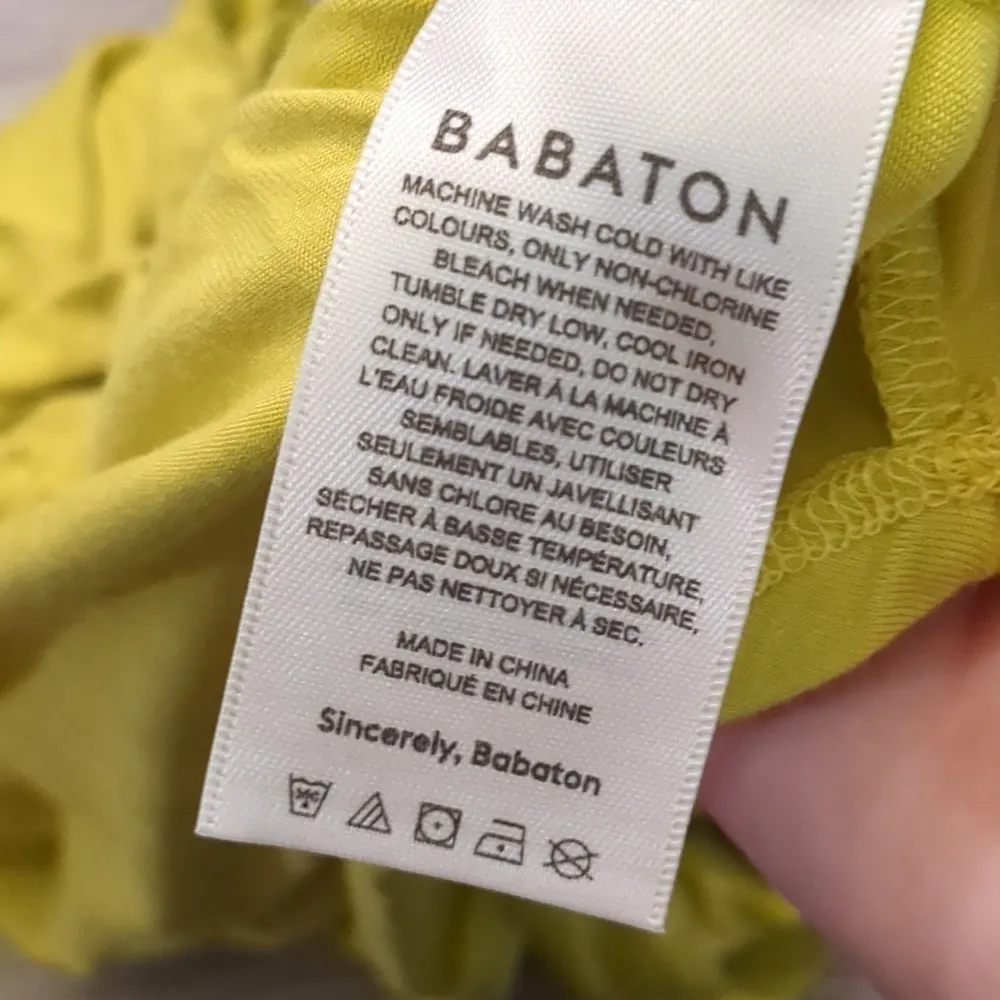 BABATON
MACHINE WASH COLD WITH LIKE
COLOURS, ONLY NON-CHLORINE
BLEACH WHEN NEEDED,
TUMBLE DRY LOW, COOL IRON
ONLY IF NEEDED, DO NOT DRY
CLEAN. LAVER À LA MACHINE À
L'EAU FROIDE AVEC COULEURS
SEMBLABLES, UTILISER
SEULEMENT UN JAVELLISANT
SANS CHLORE AU BESOIN,
SÉCHER À BASSE TEMPÉRATURE,
REPASSAGE DOUX SI NÉCESSAIRE,
NE PAS NETTOYER À SEC.
MADE IN CHINA
FABRIQUÉ EN CHINE
Sincerely, Babaton